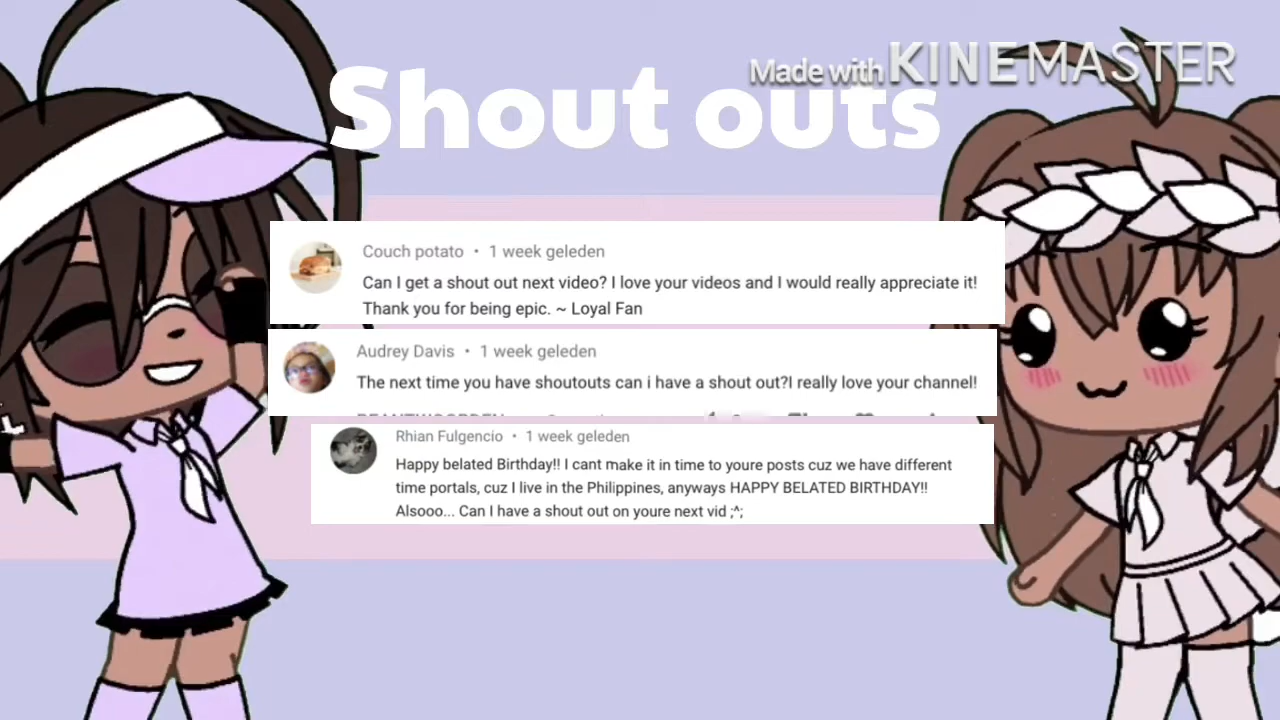 Made with KINEMASTER
Shout outs
Couch potato • 1 week geleden
Can I get a shout out next video? I love your videos and I would really appreciate it!
Thank you for being epic. ~ Loyal Fan
Audrey Davis • 1 week geleden
The next time you have shoutouts can i have a shout out?I really love your channel!
Rhian Fulgencio • 1 week geleden
Happy belated Birthday!! I cant make it in time to youre posts cuz we have different
time portals, cuz I live in the Philippines, anyways HAPPY BELATED BIRTHDAY!!
Alsooo... Can I have a shout out on youre next vid ;^;